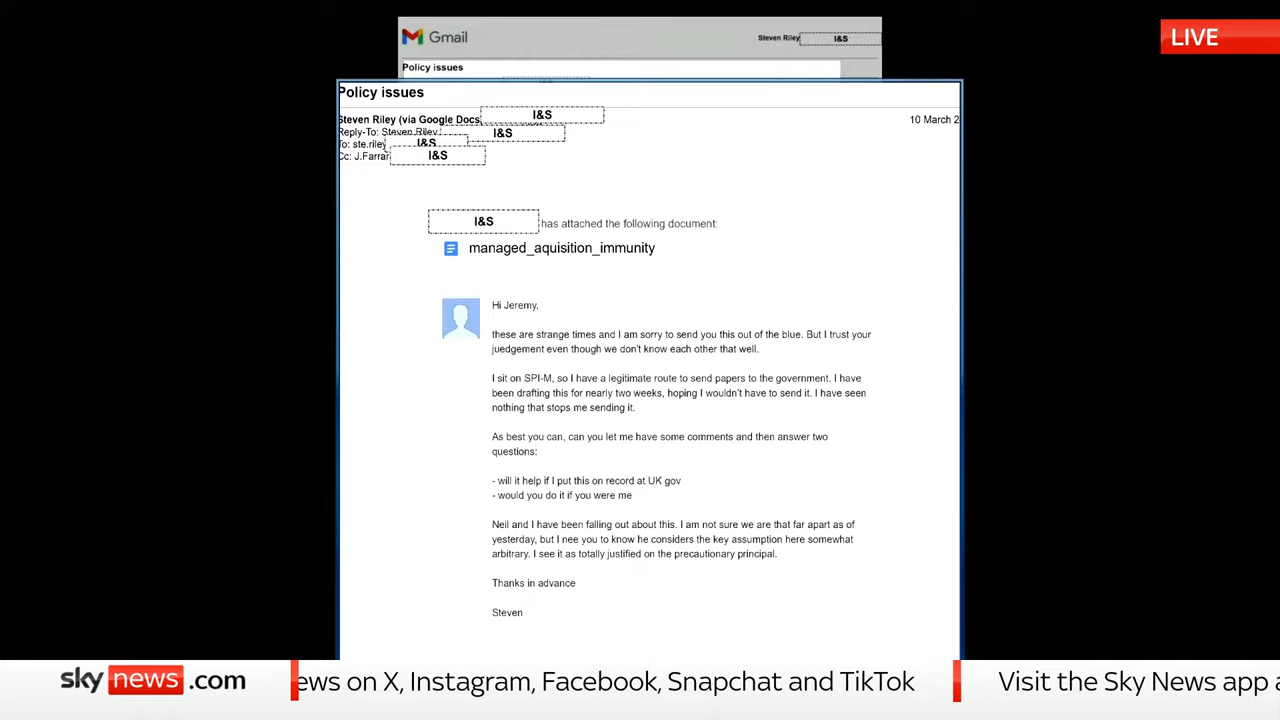 Gmail
Steven Riley I&S
Policy issues
LIVE
Policy issues
Steven Riley (via Google Docs I&S
10 March 2
Reply-To: Steven Riley I&S
To: ste.riley I&S
Cc: J.Farrar I&S
I&S has attached the following document:
managed_aquisition_immunity
Hi Jeremy,
these are strange times and I am sorry to send you this out of the blue. But I trust your
juedgement even though we don't know each other that well.
I sit on SPI-M, so I have a legitimate route to send papers to the government. I have
been drafting this for nearly two weeks, hoping I wouldn't have to send it. I have seen
nothing that stops me sending it.
As best you can, can you let me have some comments and then answer two
questions:
- will it help if I put this on record at UK gov
- would you do it if you were me
Neil and I have been falling out about this. I am not sure we are that far apart as of
yesterday, but I nee you to know he considers the key assumption here somewhat
arbitrary. I see it as totally justified on the precautionary principal.
Thanks in advance
Steven
sky news .com
ews on X, Instagram, Facebook, Snapchat and TikTok
Visit the Sky News app a